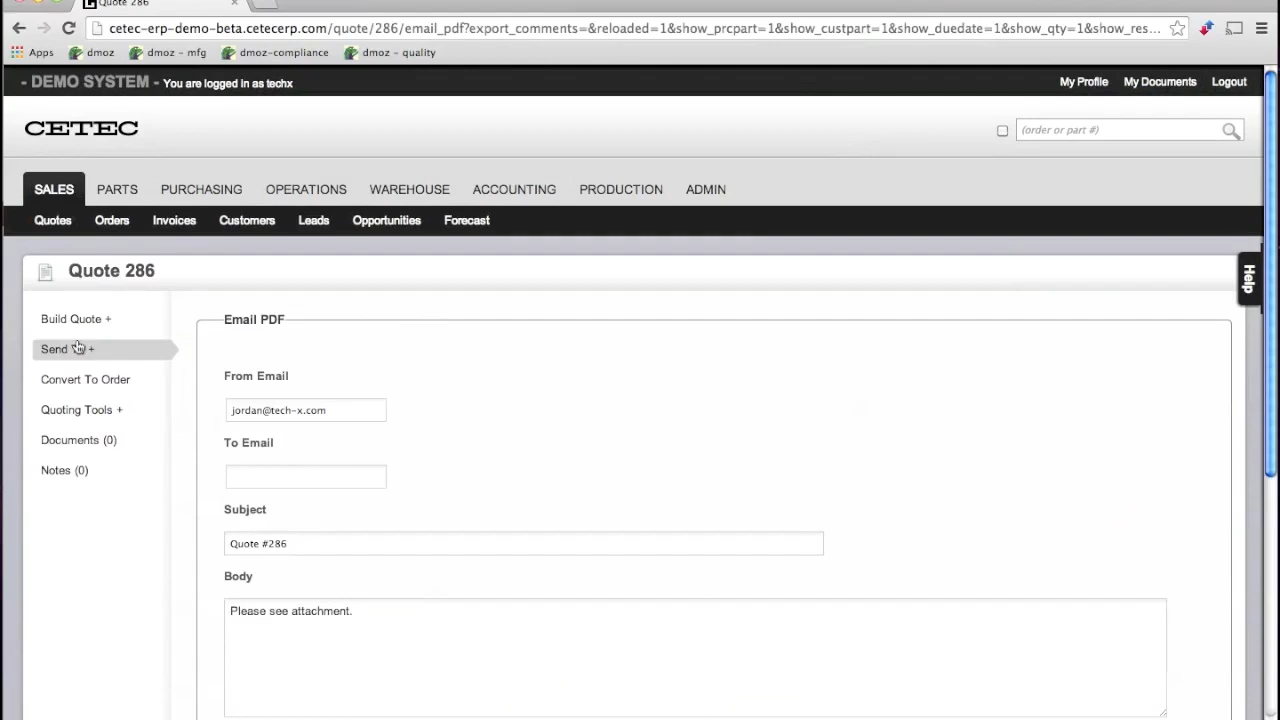 Quote 286
cetec-erp-demo-beta.cetecerp.com/quote/286/email_pdf?export_comments=&reloaded=1&show_prcpart=1&show_custpart=1&show_duedate=1&show_qty=1&show_res...
Apps dmoz dmoz - mfg dmoz-compliance dmoz - quality
- DEMO SYSTEM - You are logged in as techx My Profile My Documents Logout
CETEC (order or part #)
SALES PARTS PURCHASING OPERATIONS WAREHOUSE ACCOUNTING PRODUCTION ADMIN
Quotes Orders Invoices Customers Leads Opportunities Forecast
Quote 286
Help
Build Quote +
Send +
Convert To Order
Quoting Tools +
Documents (0)
Notes (0)
Email PDF
From Email
jordan@tech-x.com
To Email
Subject
Quote #286
Body
Please see attachment.